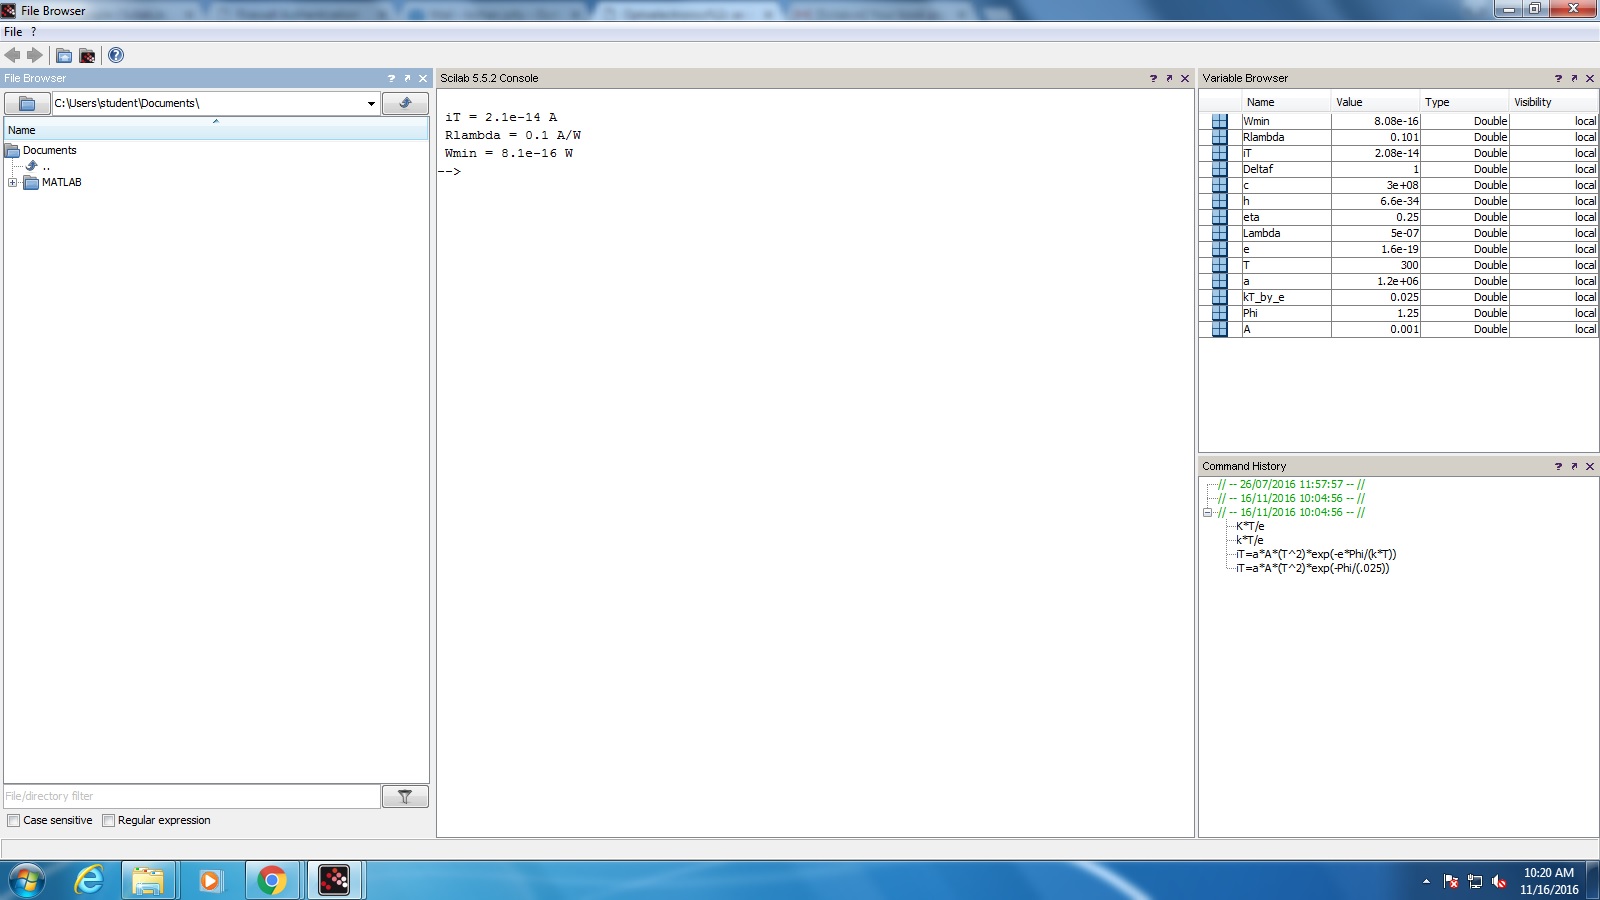 File Browser
File ?
File Browser
C:\Users\student\Documents\
Name
Documents
..
MATLAB
File/directory filter
Case sensitive Regular expression
Scilab 5.5.2 Console
iT = 2.1e-14 A
Rlambda = 0.1 A/W
Wmin = 8.1e-16 W
-->
Variable Browser
Name Value Type Visibility
Wmin 8.08e-16 Double local
Rlambda 0.101 Double local
iT 2.08e-14 Double local
Deltaf 1 Double local
c 3e+08 Double local
h 6.6e-34 Double local
eta 0.25 Double local
Lambda 5e-07 Double local
e 1.6e-19 Double local
T 300 Double local
a 1.2e+06 Double local
kT_by_e 0.025 Double local
Phi 1.25 Double local
A 0.001 Double local
Command History
// -- 26/07/2016 11:57:57 -- //
// -- 16/11/2016 10:04:56 -- //
// -- 16/11/2016 10:04:56 -- //
K*T/e
k*T/e
iT=a*A*(T^2)*exp(-e*Phi/(k*T))
iT=a*A*(T^2)*exp(-Phi/(.025))
10:20 AM
11/16/2016